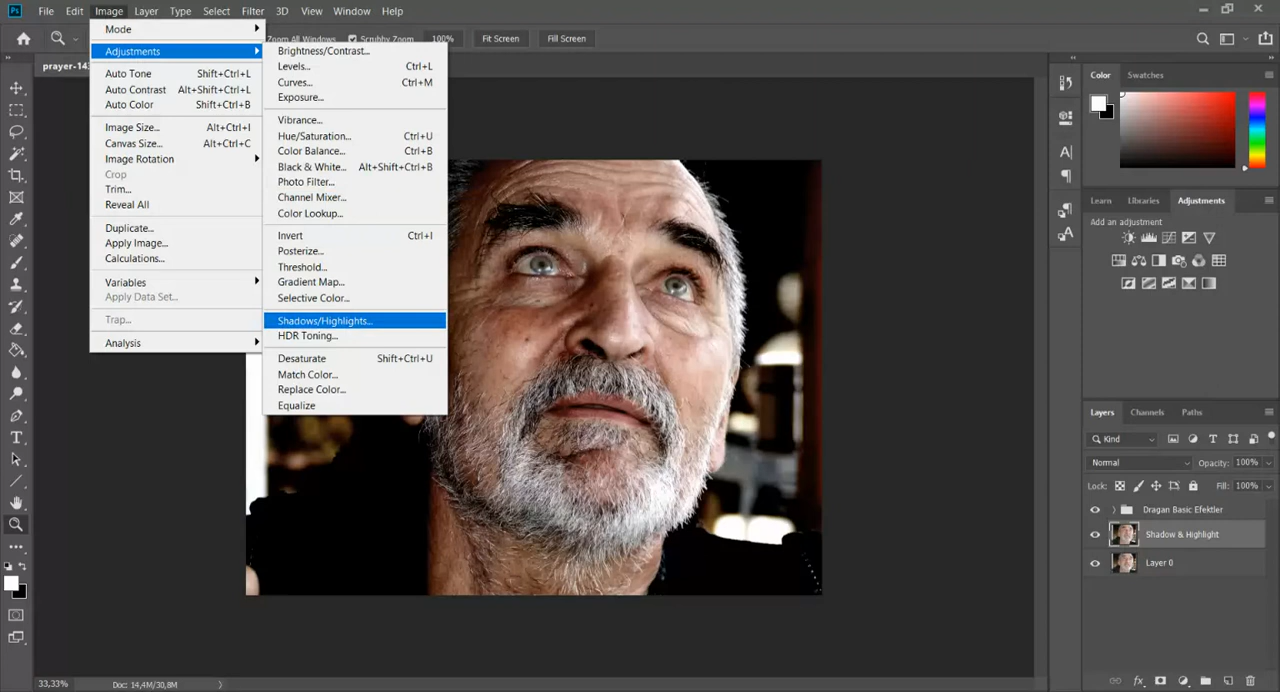 Ps File Edit Image Layer Type Select Filter 3D View Window Help
Zoom All Windows Scrubby Zoom 100% Fit Screen Fill Screen
prayer-143
Mode
Adjustments
Auto Tone Shift+Ctrl+L
Auto Contrast Alt+Shift+Ctrl+L
Auto Color Shift+Ctrl+B
Image Size... Alt+Ctrl+I
Canvas Size... Alt+Ctrl+C
Image Rotation
Crop
Trim...
Reveal All
Duplicate...
Apply Image...
Calculations...
Variables
Apply Data Set...
Trap...
Analysis
Brightness/Contrast...
Levels... Ctrl+L
Curves... Ctrl+M
Exposure...
Vibrance...
Hue/Saturation... Ctrl+U
Color Balance... Ctrl+B
Black & White... Alt+Shift+Ctrl+B
Photo Filter...
Channel Mixer...
Color Lookup...
Invert Ctrl+I
Posterize...
Threshold...
Gradient Map...
Selective Color...
Shadows/Highlights...
HDR Toning...
Desaturate Shift+Ctrl+U
Match Color...
Replace Color...
Equalize
Color Swatches
Learn Libraries Adjustments
Add an adjustment
Layers Channels Paths
Kind
Normal Opacity: 100%
Lock: Fill: 100%
Dragan Basic Efektler
Shadow & Highlight
Layer 0
33,33% Doc: 14,4M/30,8M